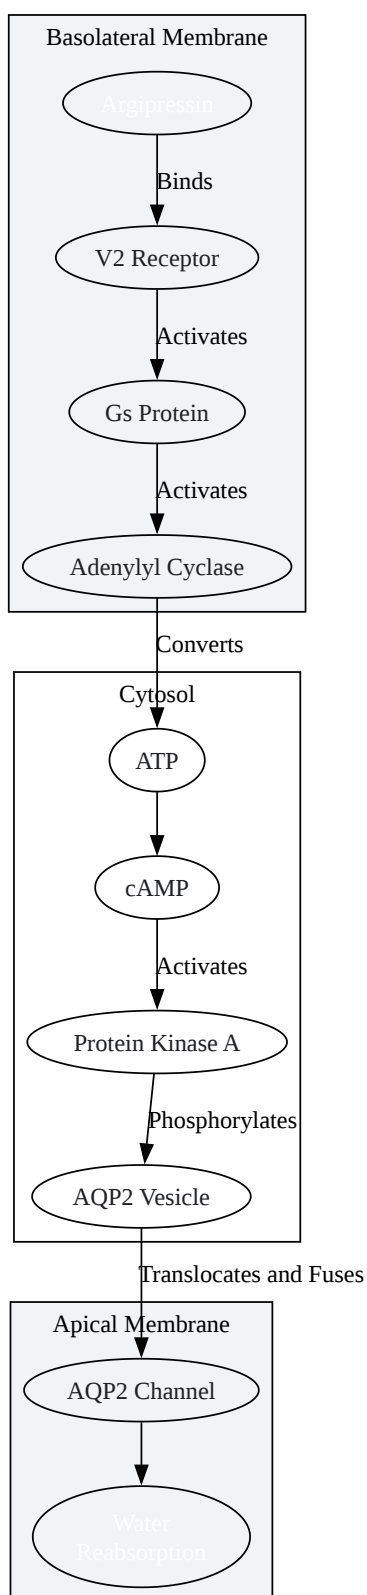 Basolateral Membrane
Argipressin
Binds
V2 Receptor
Activates
Gs Protein
Activates
Adenylyl Cyclase
Converts
Cytosol
ATP
cAMP
Activates
Protein Kinase A
Phosphorylates
AQP2 Vesicle
Translocates and Fuses
Apical Membrane
AQP2 Channel
Water
Reabsorption